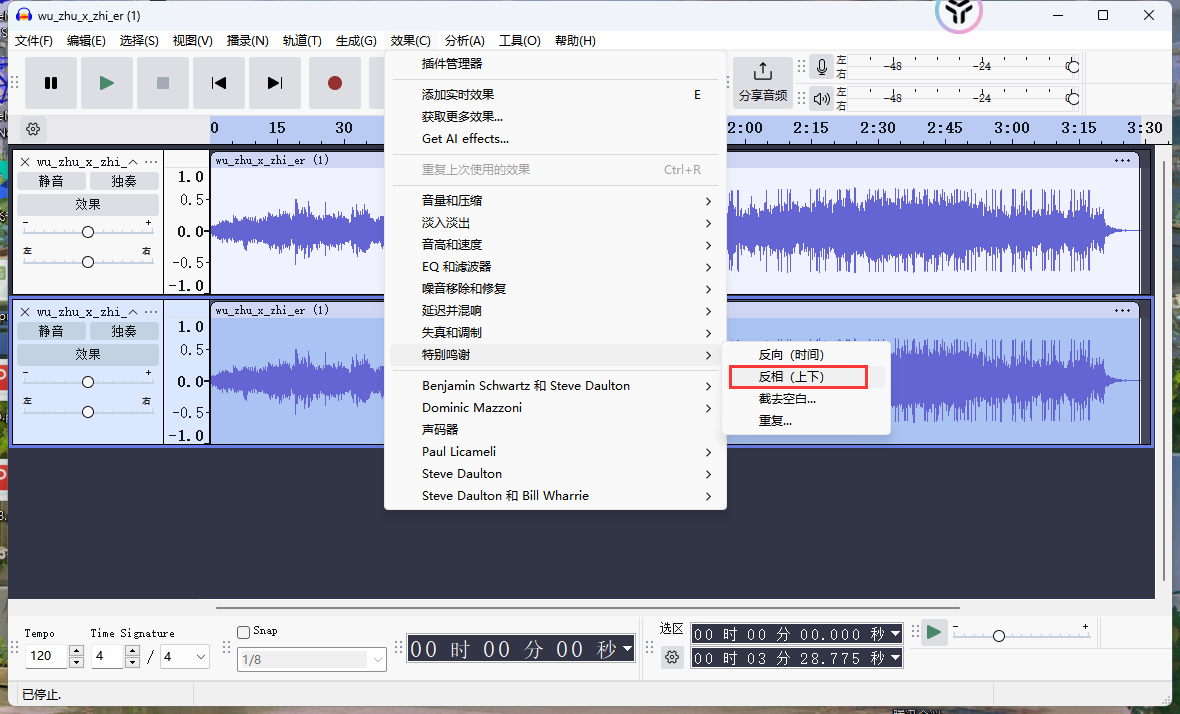 wu_zhu_x_zhi_er (1)
文件(F) 编辑(E) 选择(S) 视图(V) 播录(N) 轨道(T) 生成(G) 效果(C) 分析(A) 工具(O) 帮助(H)
插件管理器
添加实时效果 E
获取更多效果...
Get AI effects...
重复上次使用的效果 Ctrl+R
音量和压缩
淡入淡出
音高和速度
EQ 和滤波器
噪音移除和修复
延迟并混响
失真和调制
特别鸣谢
Benjamin Schwartz 和 Steve Daulton
Dominic Mazzoni
声码器
Paul Licameli
Steve Daulton
Steve Daulton 和 Bill Wharrie
反向（时间）
反相（上下）
截去空白...
重复...
分享音频
左 -48 -24 0
右
左 -48 -24 0
右
0 15 30 2:00 2:15 2:30 2:45 3:00 3:15 3:30
wu_zhu_x_zhi_
静音 独奏
效果
- +
左 右
1.0
0.5
0.0
-0.5
-1.0
wu_zhu_x_zhi_er (1)
wu_zhu_x_zhi_
静音 独奏
效果
- +
左 右
1.0
0.5
0.0
-0.5
-1.0
wu_zhu_x_zhi_er (1)
Tempo
120
Time Signature
4 / 4
Snap
1/8
00 时 00 分 00 秒
选区
00 时 00 分 00.000 秒
00 时 03 分 28.775 秒
- +
已停止.